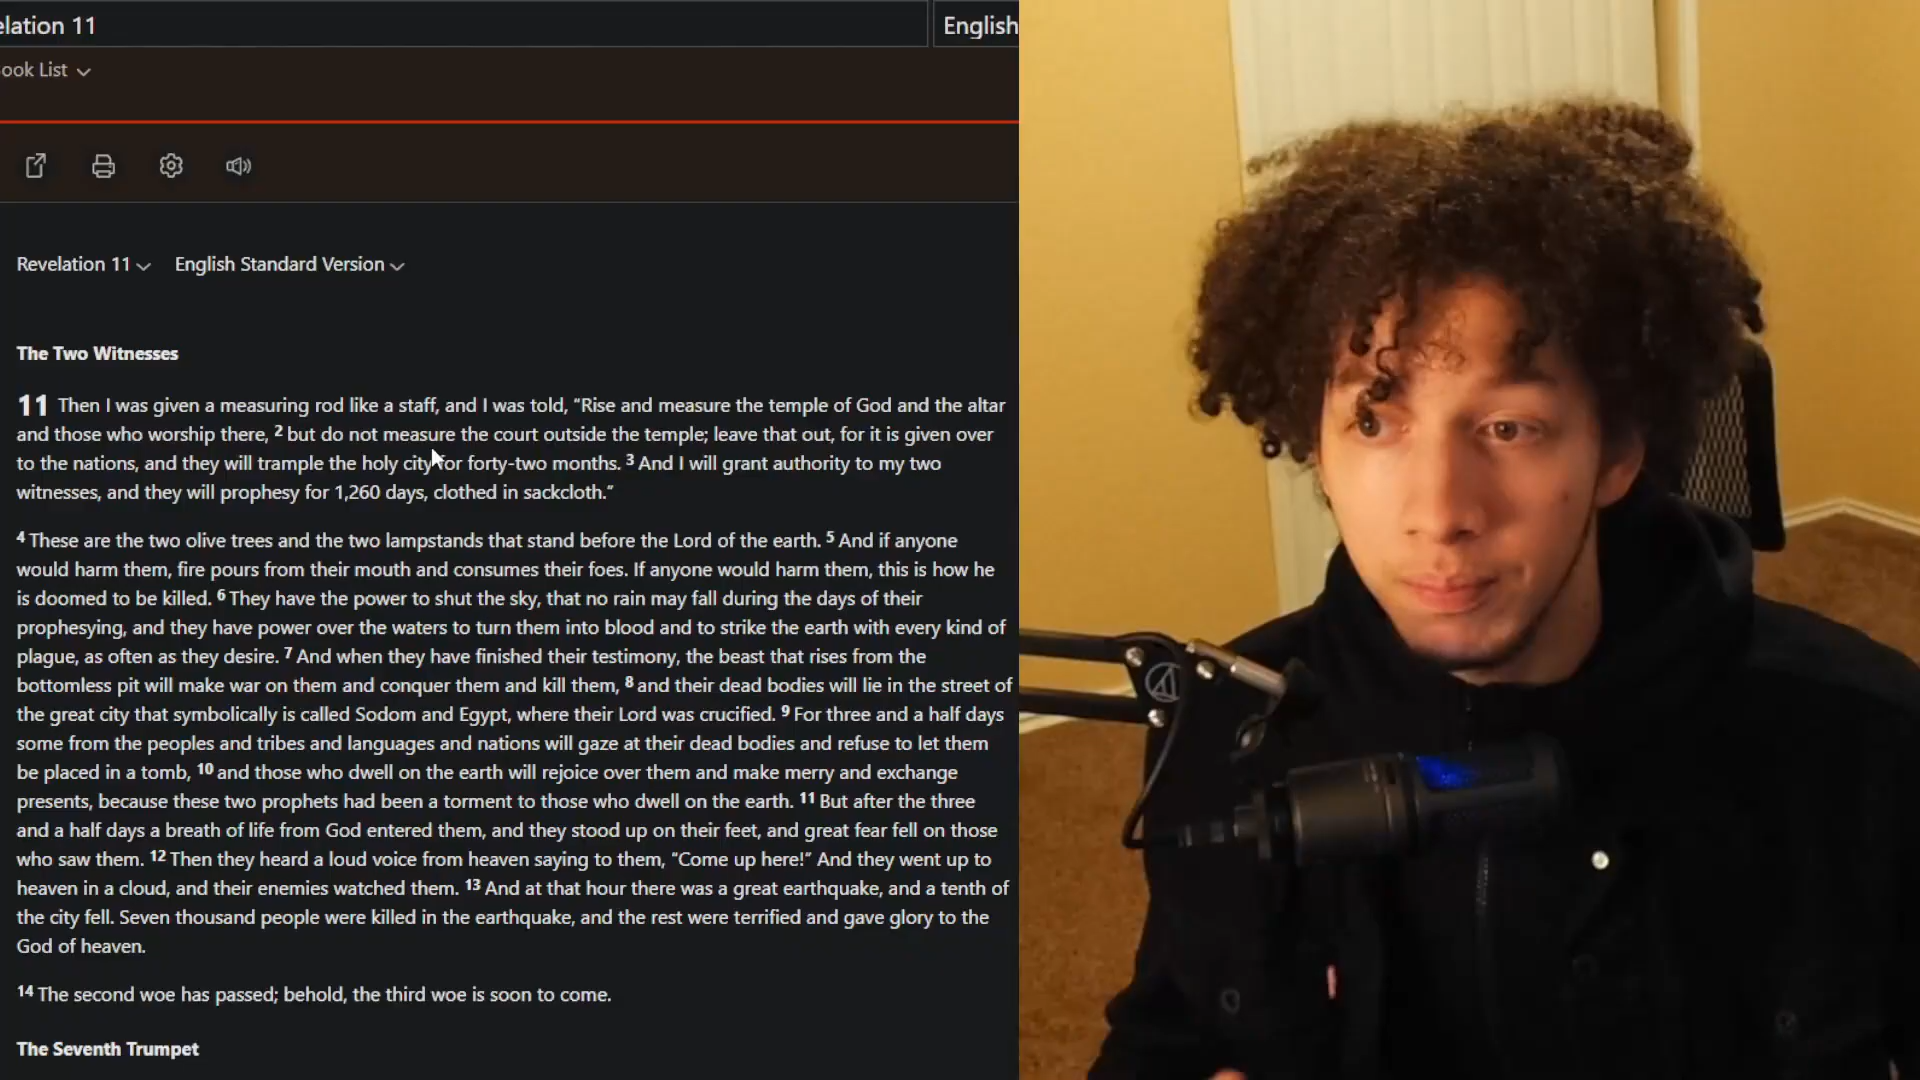 elation 11
English
ook List
Revelation 11 English Standard Version
The Two Witnesses
11 Then I was given a measuring rod like a staff, and I was told, “Rise and measure the temple of God and the altar
and those who worship there, 2 but do not measure the court outside the temple; leave that out, for it is given over
to the nations, and they will trample the holy city for forty-two months. 3 And I will grant authority to my two
witnesses, and they will prophesy for 1,260 days, clothed in sackcloth.”
4 These are the two olive trees and the two lampstands that stand before the Lord of the earth. 5 And if anyone
would harm them, fire pours from their mouth and consumes their foes. If anyone would harm them, this is how he
is doomed to be killed. 6 They have the power to shut the sky, that no rain may fall during the days of their
prophesying, and they have power over the waters to turn them into blood and to strike the earth with every kind of
plague, as often as they desire. 7 And when they have finished their testimony, the beast that rises from the
bottomless pit will make war on them and conquer them and kill them, 8 and their dead bodies will lie in the street of
the great city that symbolically is called Sodom and Egypt, where their Lord was crucified. 9 For three and a half days
some from the peoples and tribes and languages and nations will gaze at their dead bodies and refuse to let them
be placed in a tomb, 10 and those who dwell on the earth will rejoice over them and make merry and exchange
presents, because these two prophets had been a torment to those who dwell on the earth. 11 But after the three
and a half days a breath of life from God entered them, and they stood up on their feet, and great fear fell on those
who saw them. 12 Then they heard a loud voice from heaven saying to them, “Come up here!” And they went up to
heaven in a cloud, and their enemies watched them. 13 And at that hour there was a great earthquake, and a tenth of
the city fell. Seven thousand people were killed in the earthquake, and the rest were terrified and gave glory to the
God of heaven.
14 The second woe has passed; behold, the third woe is soon to come.
The Seventh Trumpet